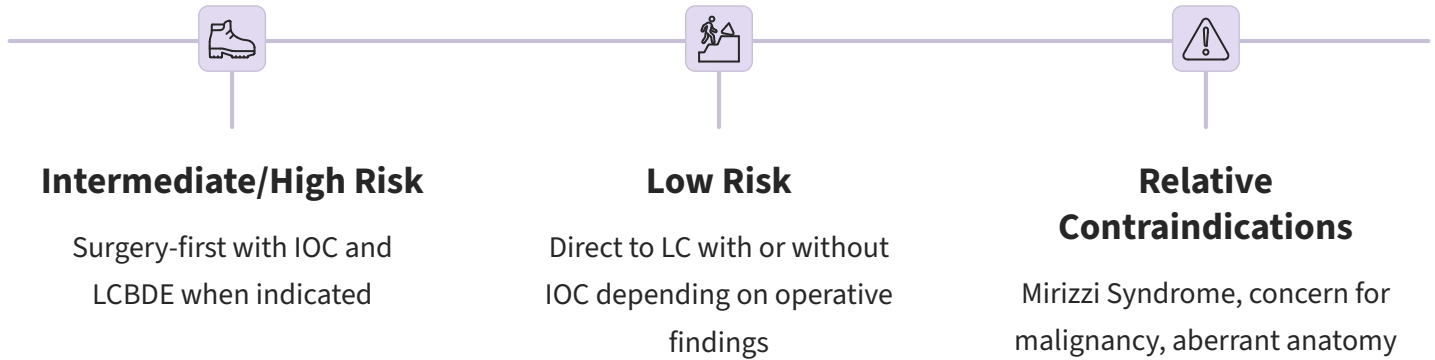 Intermediate/High Risk
Surgery-first with IOC and
LCBDE when indicated
Low Risk
Direct to LC with or without
IOC depending on operative
findings
Relative
Contraindications
Mirizzi Syndrome, concern for
malignancy, aberrant anatomy